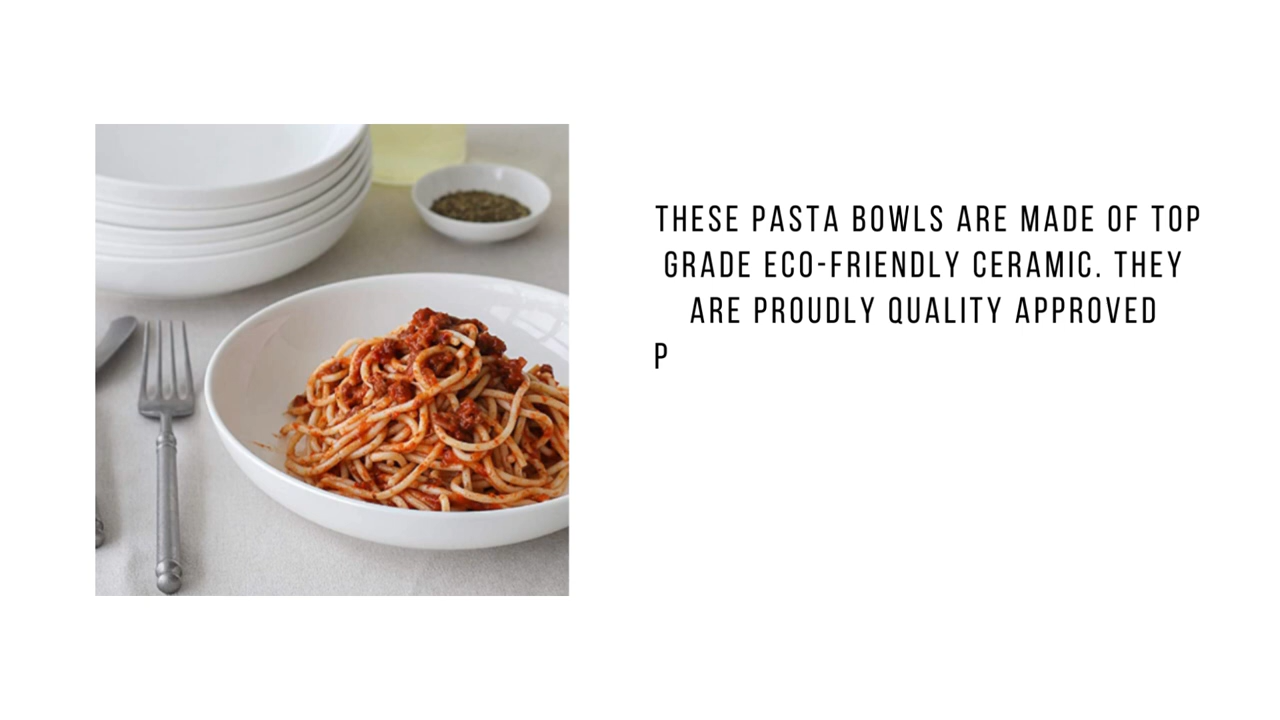 THESE PASTA BOWLS ARE MADE OF TOP
GRADE ECO-FRIENDLY CERAMIC. THEY
ARE PROUDLY QUALITY APPROVED
P